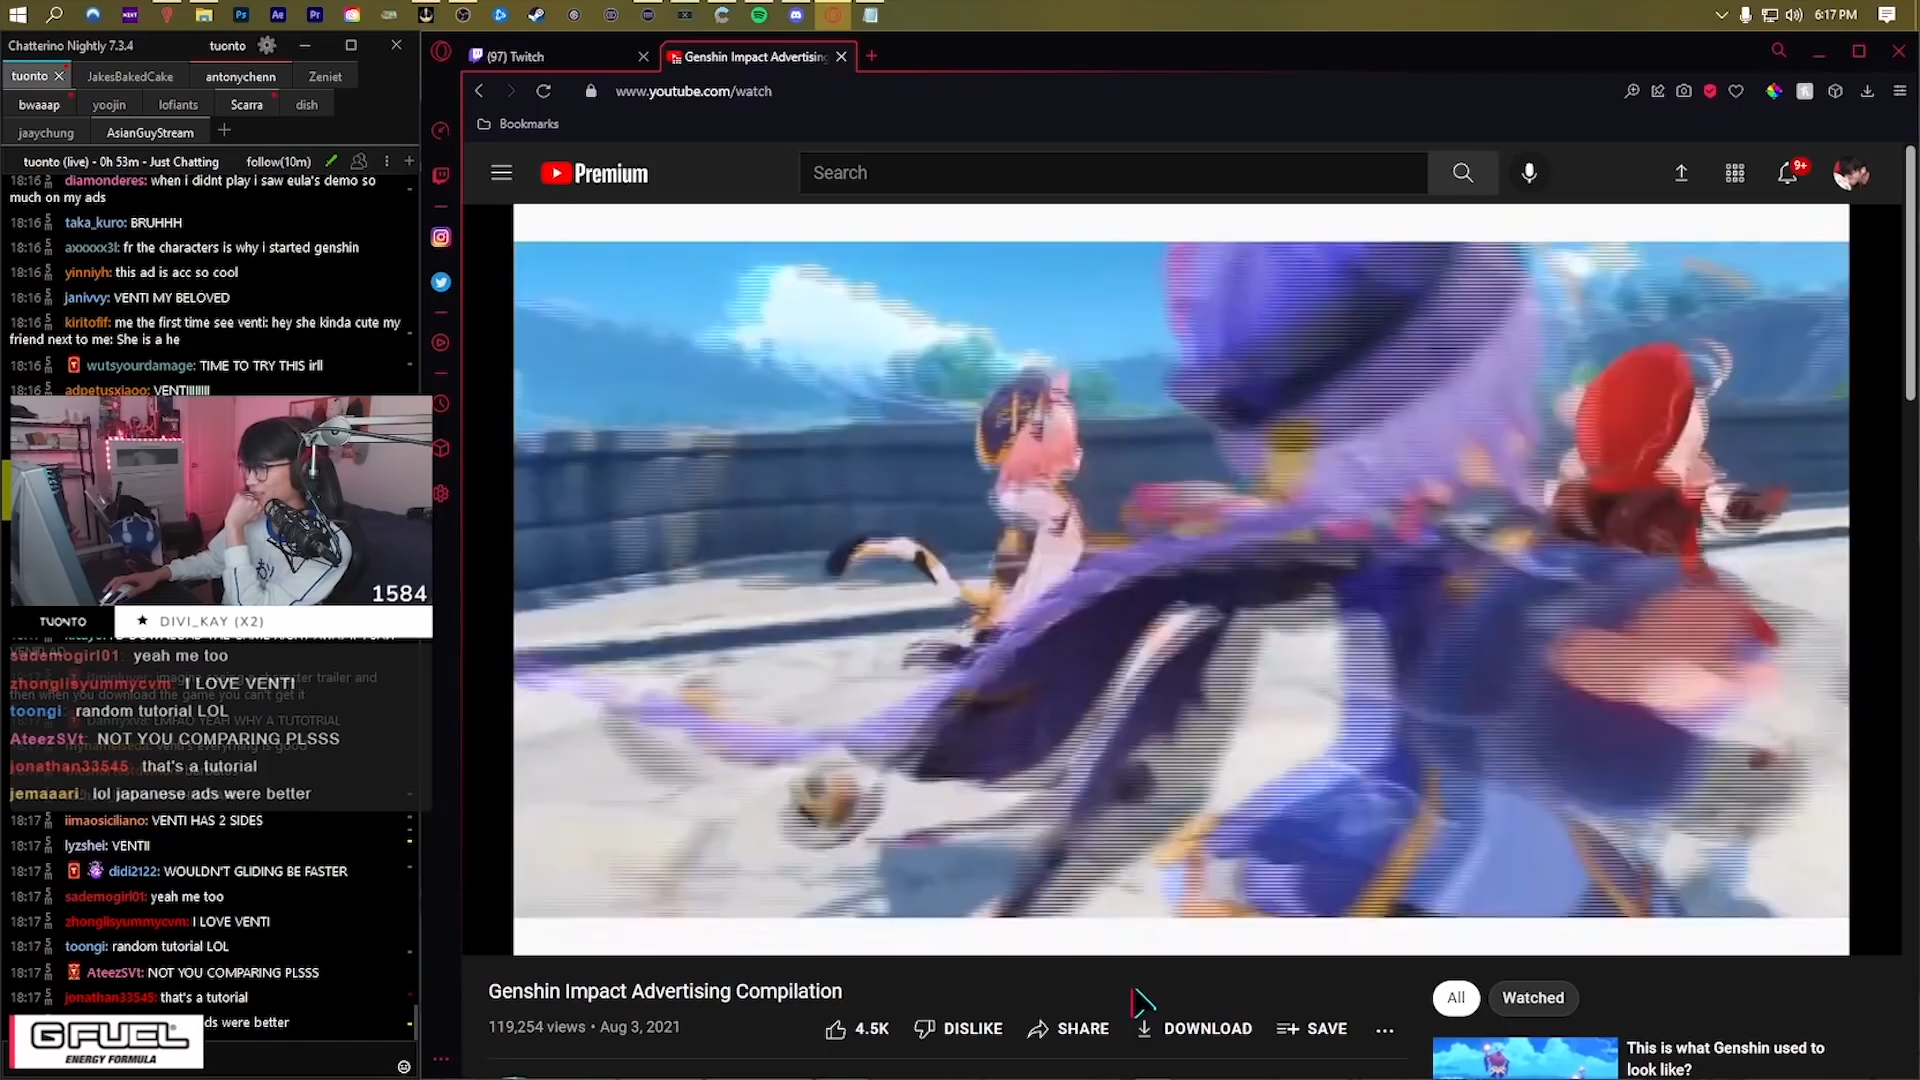 6:17 PM
Chatterino Nightly 7.3.4
tuonto
tuonto
JakesBakedCake
antonychenn
Zeniet
bwaaap
yoojin
lofiants
Scarra
dish
jaaychung
AsianGuyStream
tuonto (live) - 0h 53m - Just Chatting
follow(10m)
18:16 diamonderes: when i didnt play i saw eula's demo so
much on my ads
18:16 taka_kuro: BRUHHH
18:16 axxxxx3l: fr the characters is why i started genshin
18:16 yinniyh: this ad is acc so cool
18:16 janivvy: VENTI MY BELOVED
18:16 kiritofif: me the first time see venti: hey she kinda cute my
friend next to me: She is a he
18:16 wutsyourdamage: TIME TO TRY THIS irll
18:16 adpetusxiaoo: VENTIIIIIIII
1584
TUONTO
DIVI_KAY (X2)
sademogirl01 yeah me too
zhonglisyummycvm I LOVE VENTI
toongi random tutorial LOL
AteezSVt NOT YOU COMPARING PLSSS
jonathan33545 that's a tutorial
jemaaari lol japanese ads were better
18:17 iimaosiciliano: VENTI HAS 2 SIDES
18:17 lyzshei: VENTII
18:17 didi2122: WOULDN'T GLIDING BE FASTER
18:17 sademogirl01: yeah me too
18:17 zhonglisyummycvm: I LOVE VENTI
18:17 toongi: random tutorial LOL
18:17 AteezSVt: NOT YOU COMPARING PLSSS
18:17 jonathan33545: that's a tutorial
ds were better
G FUEL
ENERGY FORMULA
(97) Twitch
Genshin Impact Advertising
www.youtube.com/watch
Bookmarks
Premium
Search
9+
Genshin Impact Advertising Compilation
119,254 views • Aug 3, 2021
4.5K
DISLIKE
SHARE
DOWNLOAD
SAVE
All
Watched
This is what Genshin used to
look like?